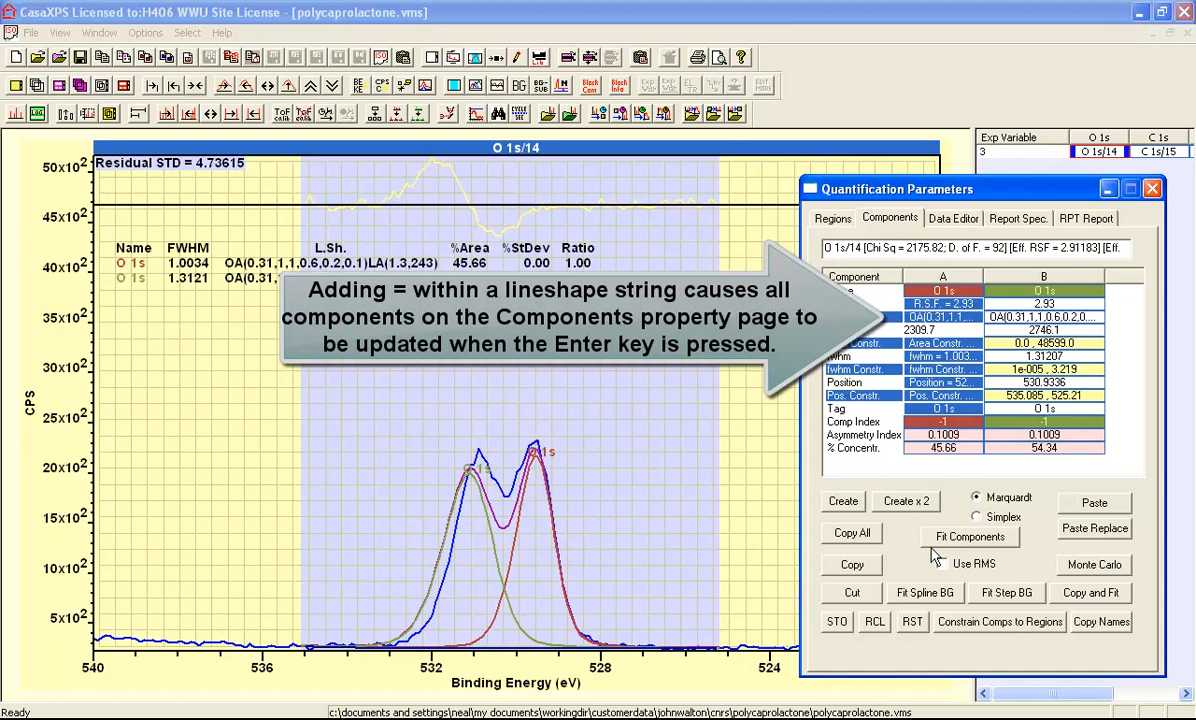 CasaXPS Licensed to:H406 WWU Site License - [polycaprolactone.vms]
File View Window Options Select Help
Exp Variable O 1s C 1s
3 O 1s/14 C 1s/15
O 1s/14
Residual STD = 4.73615
50x10²
45x10²
40x10²
35x10²
30x10²
25x10²
20x10²
15x10²
10x10²
5x10²
CPS
Name FWHM L.Sh. %Area %StDev Ratio
O 1s 1.0034 OA(0.31,1,1,0.6,0.2,0.1)LA(1.3,243) 45.66 0.00 1.00
O 1s 1.3121
Adding = within a lineshape string causes all
components on the Components property page to
be updated when the Enter key is pressed.
O 1s
O 1s
540 536 532 528 524
Binding Energy (eV)
Quantification Parameters
Regions Components Data Editor Report Spec. RPT Report
O 1s/14 [Chi Sq = 2175.82; D. of F. = 92] [Eff. RSF = 2.91183] [Eff.
Component A B
O 1s O 1s
R.S.F. = 2.93 2.93
OA(0.31,1,1,... OA(0.31,1,1,0.6,0.2,0....
2309.7 2746.1
Constr. Area Constr. ... 0.0 , 48599.0
fwhm fwhm = 1.003... 1.31207
fwhm Constr. fwhm Constr. ... 1e-005 , 3.219
Position Position = 52... 530.9336
Pos. Constr. Pos. Constr. ... 535.085 , 525.21
Tag O 1s O 1s
Comp Index -1 -1
Asymmetry Index 0.1009 0.1009
% Concentr. 45.66 54.34
Create Create x 2 Marquardt Paste
Simplex
Copy All Fit Components Paste Replace
Copy Use RMS Monte Carlo
Cut Fit Spline BG Fit Step BG Copy and Fit
STO RCL RST Constrain Comps to Regions Copy Names
Ready c:\documents and settings\neal\my documents\workingdir\customerdata\johnwalton\cnrs\polycaprolactone\polycaprolactone.vms